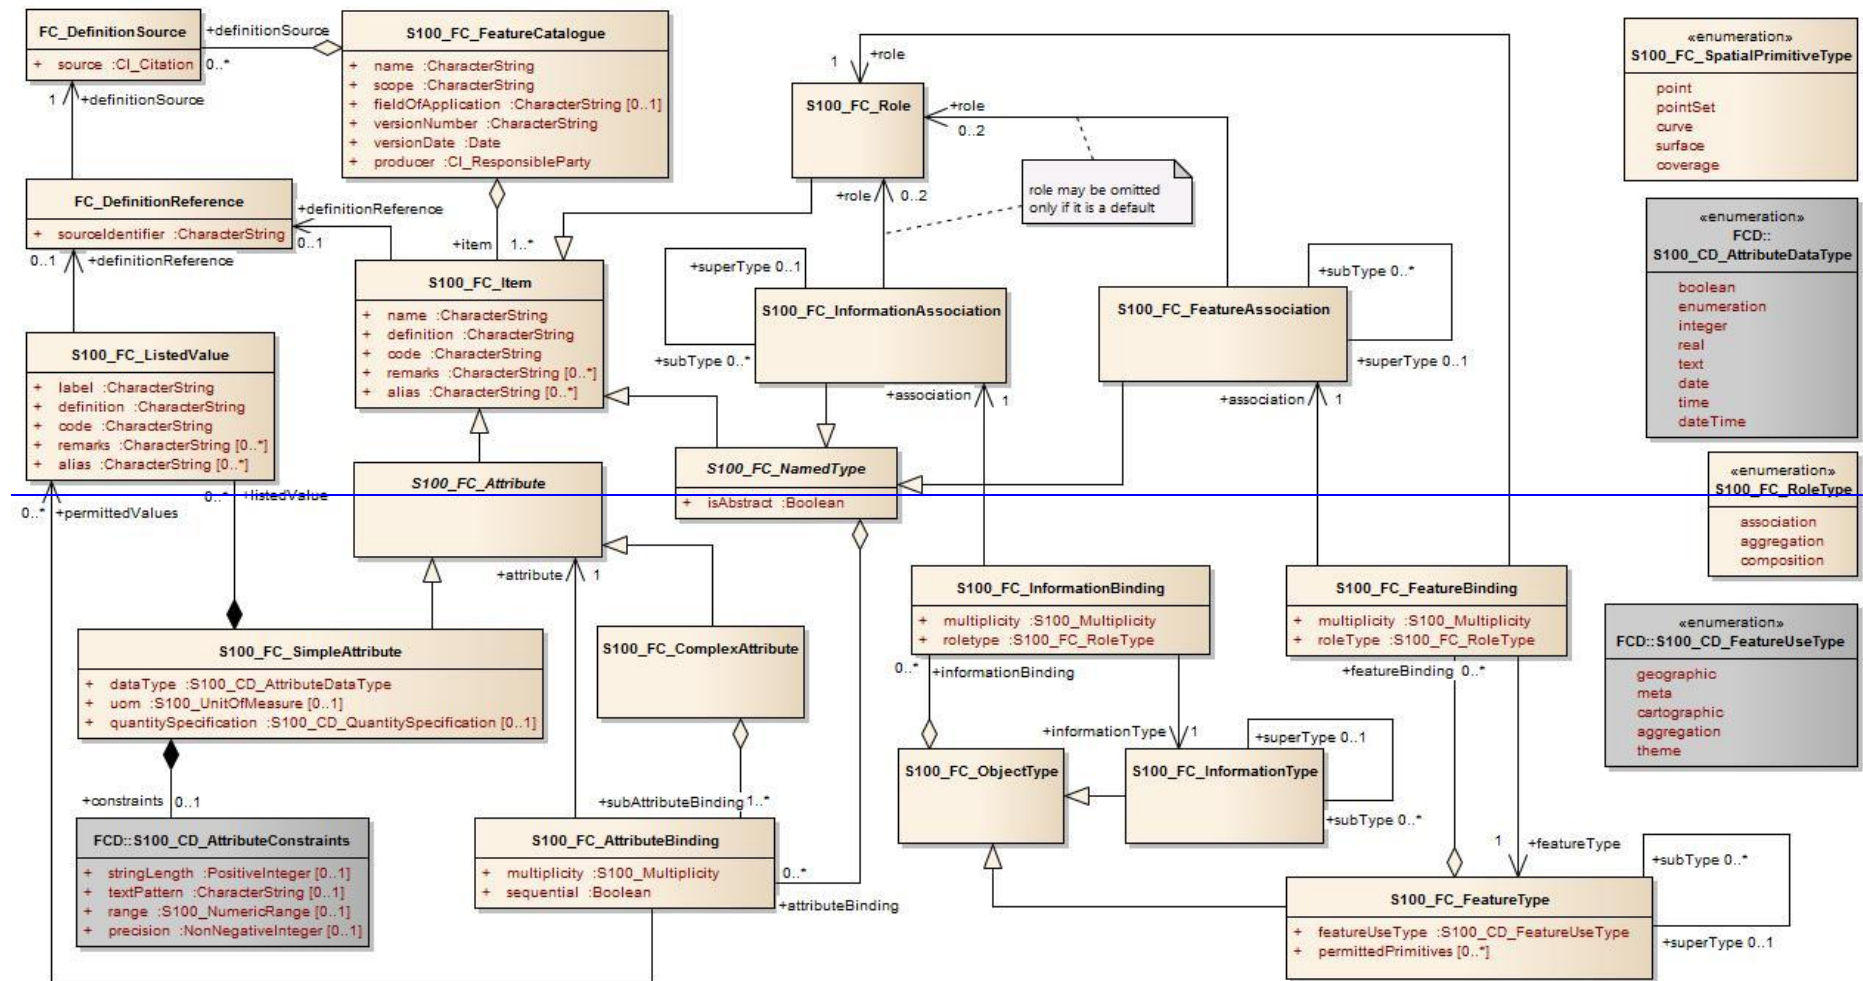 FC_DefinitionSource
+ source :CI_Citation
+definitionSource
0..*
S100_FC_FeatureCatalogue
+ name :CharacterString
+ scope :CharacterString
+ fieldOfApplication :CharacterString [0..1]
+ versionNumber :CharacterString
+ versionDate :Date
+ producer :CI_ResponsibleParty
1
+definitionSource
FC_DefinitionReference
+ sourceIdentifier :CharacterString
+definitionReference
0..1
0..1
+definitionReference
+item
1..*
S100_FC_Item
+ name :CharacterString
+ definition :CharacterString
+ code :CharacterString
+ remarks :CharacterString [0..*]
+ alias :CharacterString [0..*]
S100_FC_ListedValue
+ label :CharacterString
+ definition :CharacterString
+ code :CharacterString
+ remarks :CharacterString [0..*]
+ alias :CharacterString [0..*]
0..*
+listedValue
0..*
+permittedValues
S100_FC_Role
1
+role
+role
0..2
+role
0..2
role may be omitted
only if it is a default
+superType 0..1
+subType 0..*
S100_FC_InformationAssociation
+subType 0..*
+superType 0..1
S100_FC_FeatureAssociation
+association
1
+association
1
S100_FC_Attribute
S100_FC_NamedType
+ isAbstract :Boolean
+attribute
1
S100_FC_SimpleAttribute
+ dataType :S100_CD_AttributeDataType
+ uom :S100_UnitOfMeasure [0..1]
+ quantitySpecification :S100_CD_QuantitySpecification [0..1]
S100_FC_ComplexAttribute
+constraints
0..1
+subAttributeBinding
1..*
FCD::S100_CD_AttributeConstraints
+ stringLength :PositiveInteger [0..1]
+ textPattern :CharacterString [0..1]
+ range :S100_NumericRange [0..1]
+ precision :NonNegativeInteger [0..1]
S100_FC_AttributeBinding
+ multiplicity :S100_Multiplicity
+ sequential :Boolean
0..*
+attributeBinding
S100_FC_InformationBinding
+ multiplicity :S100_Multiplicity
+ roletype :S100_FC_RoleType
0..*
+informationBinding
S100_FC_FeatureBinding
+ multiplicity :S100_Multiplicity
+ roleType :S100_FC_RoleType
+featureBinding 0..*
+informationType
1
S100_FC_ObjectType
S100_FC_InformationType
+superType 0..1
+subType 0..*
1
+featureType
S100_FC_FeatureType
+ featureUseType :S100_CD_FeatureUseType
+ permittedPrimitives [0..*]
+subType 0..*
+superType 0..1
«enumeration»
S100_FC_SpatialPrimitiveType
point
pointSet
curve
surface
coverage
«enumeration»
FCD::
S100_CD_AttributeDataType
boolean
enumeration
integer
real
text
date
time
dateTime
«enumeration»
S100_FC_RoleType
association
aggregation
composition
«enumeration»
FCD::S100_CD_FeatureUseType
geographic
meta
cartographic
aggregation
theme